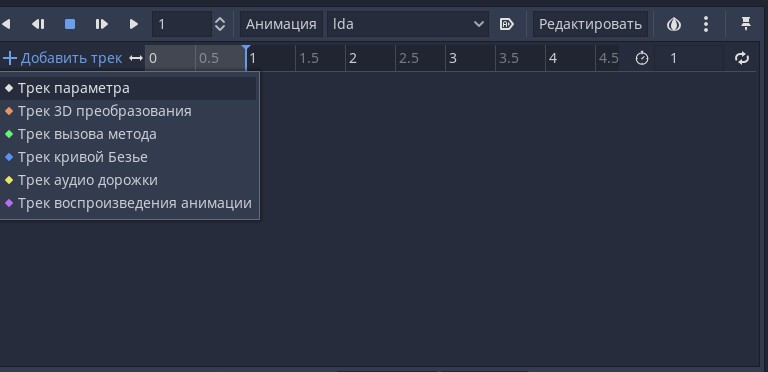 1 Анимация Ida Редактировать
Добавить трек 0 0.5 1 1.5 2 2.5 3 3.5 4 4.5 1
Трек параметра
Трек 3D преобразования
Трек вызова метода
Трек кривой Безье
Трек аудио дорожки
Трек воспроизведения анимации